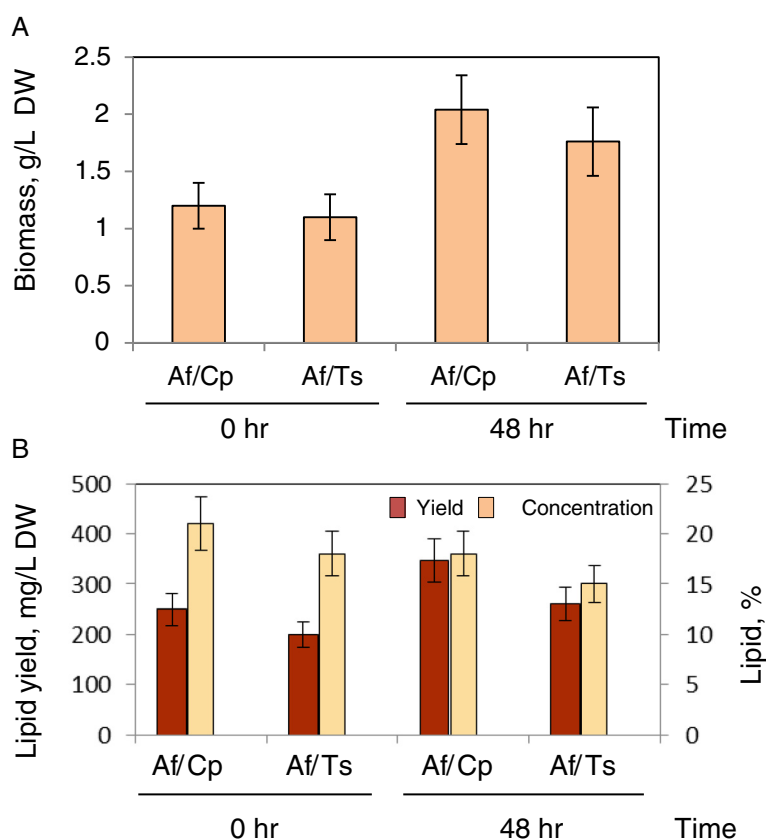 A
Biomass, g/L DW
2.5
2
1.5
1
0.5
0
Af/Cp Af/Ts Af/Cp Af/Ts
0 hr 48 hr Time
B
Lipid yield, mg/L DW
500
400
300
200
100
0
Yield Concentration
25
20
15
10
5
0
Lipid, %
Af/Cp Af/Ts Af/Cp Af/Ts
0 hr 48 hr Time